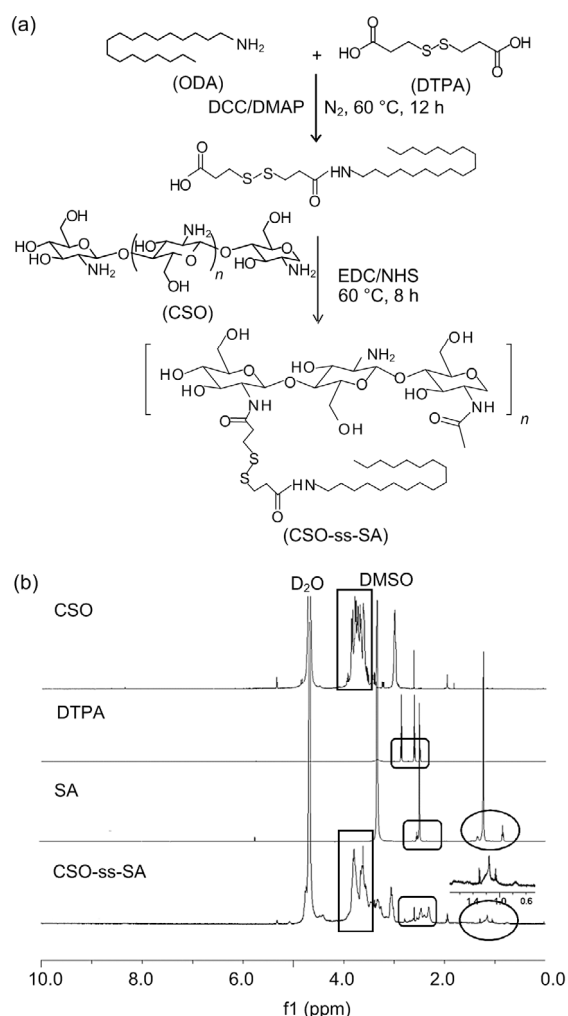 (a)
NH2
(ODA)
+
HO
O
S
S
O
OH
(DTPA)
DCC/DMAP
N2, 60 °C, 12 h
O
HO
S
S
O
HN
OH
HO
HO
O
NH2
O
HO
NH2
O
OH
n
O
OH
O
HO
NH2
(CSO)
EDC/NHS
60 °C, 8 h
OH
HO
HO
O
NH
O
O
HO
NH2
O
OH
O
OH
O
HO
NH
O
n
S
S
O
HN
(CSO-ss-SA)
(b)
D2O
DMSO
CSO
DTPA
SA
CSO-ss-SA
1.4 1.0 0.6
10.0 8.0 6.0 4.0 2.0 0.0
f1 (ppm)